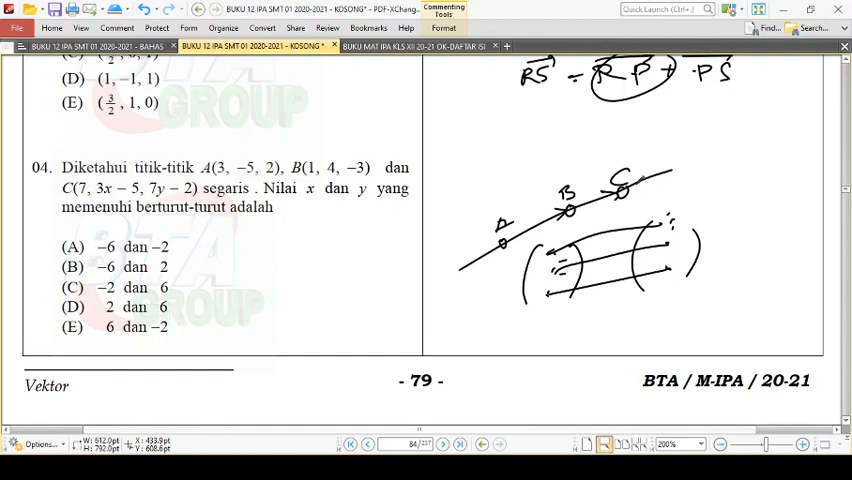 BUKU 12 IPA SMT 01 2020-2021 - KOSONG* - PDF-XChang
Commenting Tools
Quick Launch (Ctrl+.)
File
Home
View
Comment
Protect
Form
Organize
Convert
Share
Review
Bookmarks
Help
Format
Find...
Search...
BUKU 12 IPA SMT 01 2020-2021 - BAHAS
BUKU 12 IPA SMT 01 2020-2021 - KOSONG *
BUKU MAT IPA KLS XII 20-21 OK-DAFTAR ISI
(D) (1, −1, 1)
(E) (3/2, 1, 0)
RS = RP + PS
04. Diketahui titik-titik A(3, −5, 2), B(1, 4, −3) dan
C(7, 3x − 5, 7y − 2) segaris . Nilai x dan y yang
memenuhi berturut-turut adalah
(A) −6 dan −2
(B) −6 dan 2
(C) −2 dan 6
(D) 2 dan 6
(E) 6 dan −2
A
B
C
BTA
GROUP
Vektor
- 79 -
BTA / M-IPA / 20-21
Options...
W: 612.0pt
H: 792.0pt
X: 433.9pt
Y: 608.6pt
84 / 237
200%